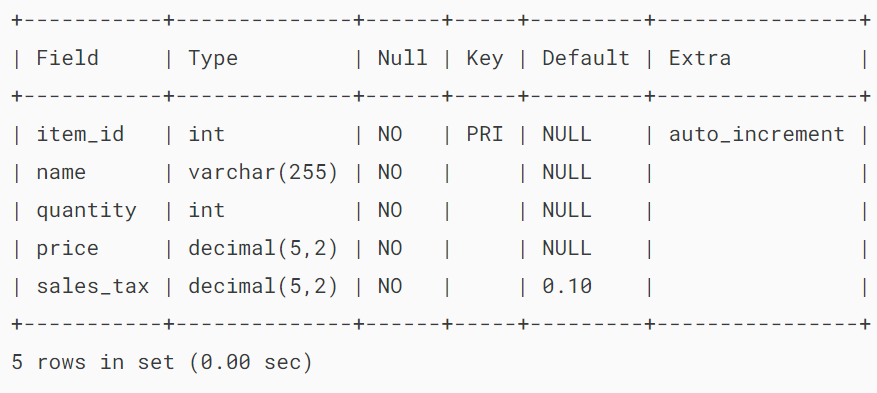 +-----------+--------------+------+-----+---------+----------------+
| Field     | Type         | Null | Key | Default | Extra          |
+-----------+--------------+------+-----+---------+----------------+
| item_id   | int          | NO   | PRI | NULL    | auto_increment |
| name      | varchar(255) | NO   |     | NULL    |                |
| quantity  | int          | NO   |     | NULL    |                |
| price     | decimal(5,2) | NO   |     | NULL    |                |
| sales_tax | decimal(5,2) | NO   |     | 0.10    |                |
+-----------+--------------+------+-----+---------+----------------+
5 rows in set (0.00 sec)